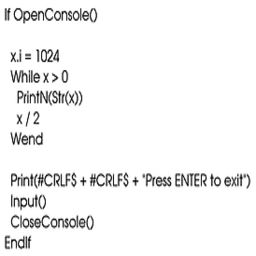 If OpenConsole()
x.i = 1024
While x > 0
PrintN(Str(x))
x / 2
Wend
Print(#CRLF$ + #CRLF$ + "Press ENTER to exit")
Input()
CloseConsole()
EndIf